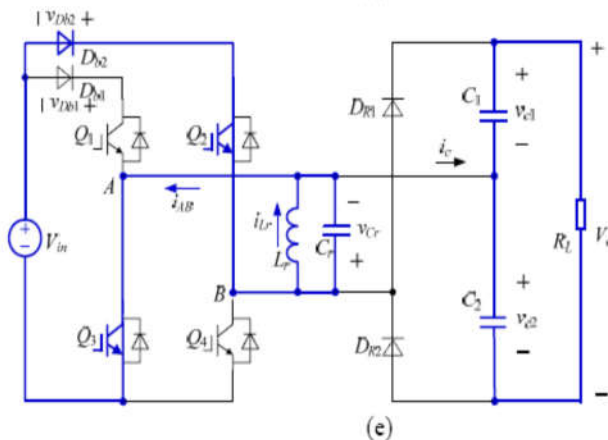 | vDb2 +
Db2
| vDb1 +
Db1
Q1
Q2
DR1
C1
+
vc1
−
ic
A
iAB
iLr
Lr
Cr
−
vCr
+
Vin
+
−
RL
+
V
−
B
Q3
Q4
DR2
C2
+
vc2
−
(e)